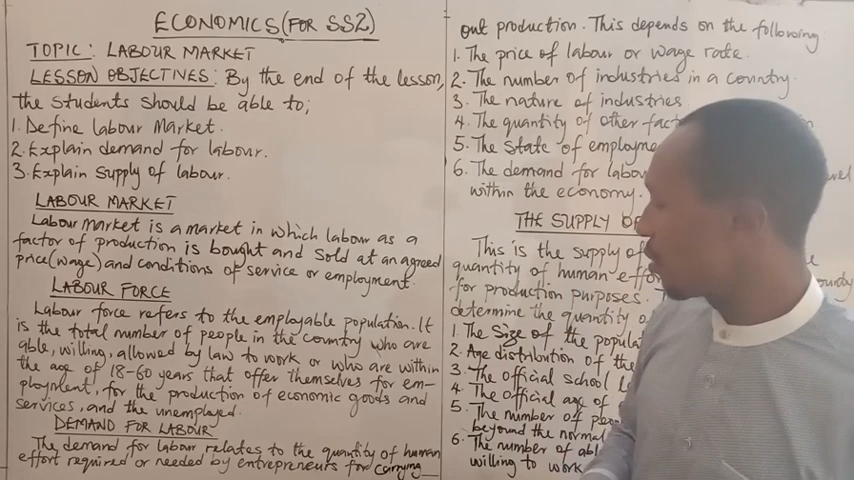 ECONOMICS (FOR SS2)
TOPIC: LABOUR MARKET
LESSON OBJECTIVES: By the end of the lesson,
the students should be able to;
1. Define labour Market.
2. Explain demand for labour.
3. Explain supply of labour.
LABOUR MARKET
Labour market is a market in which labour as a
factor of production is bought and sold at an agreed
price (wage) and conditions of service or employment.
LABOUR FORCE
Labour force refers to the employable population. It
is the total number of people in the country who are
able, willing, allowed by law to work or who are within
the age of 18-60 years that offer themselves for em-
ployment, for the production of economic goods and
services, and the unemployed.
DEMAND FOR LABOUR
The demand for labour relates to the quantity of human
effort required or needed by entrepreneurs for carrying
out production. This depends on the following:
1. The price of labour or wage rate.
2. The number of industries in a country.
3. The nature of industries.
4. The quantity of other
5. The state of
6. The demand for
within the economy.
THE SUPPLY
This is the supply of
quantity of human
for production purposes.
determine the quantity
1. The Size of the
2. Age distribution of the
3. The official school
4. The official age of
5. The number of
beyound the normal
6. The number of
willing to work